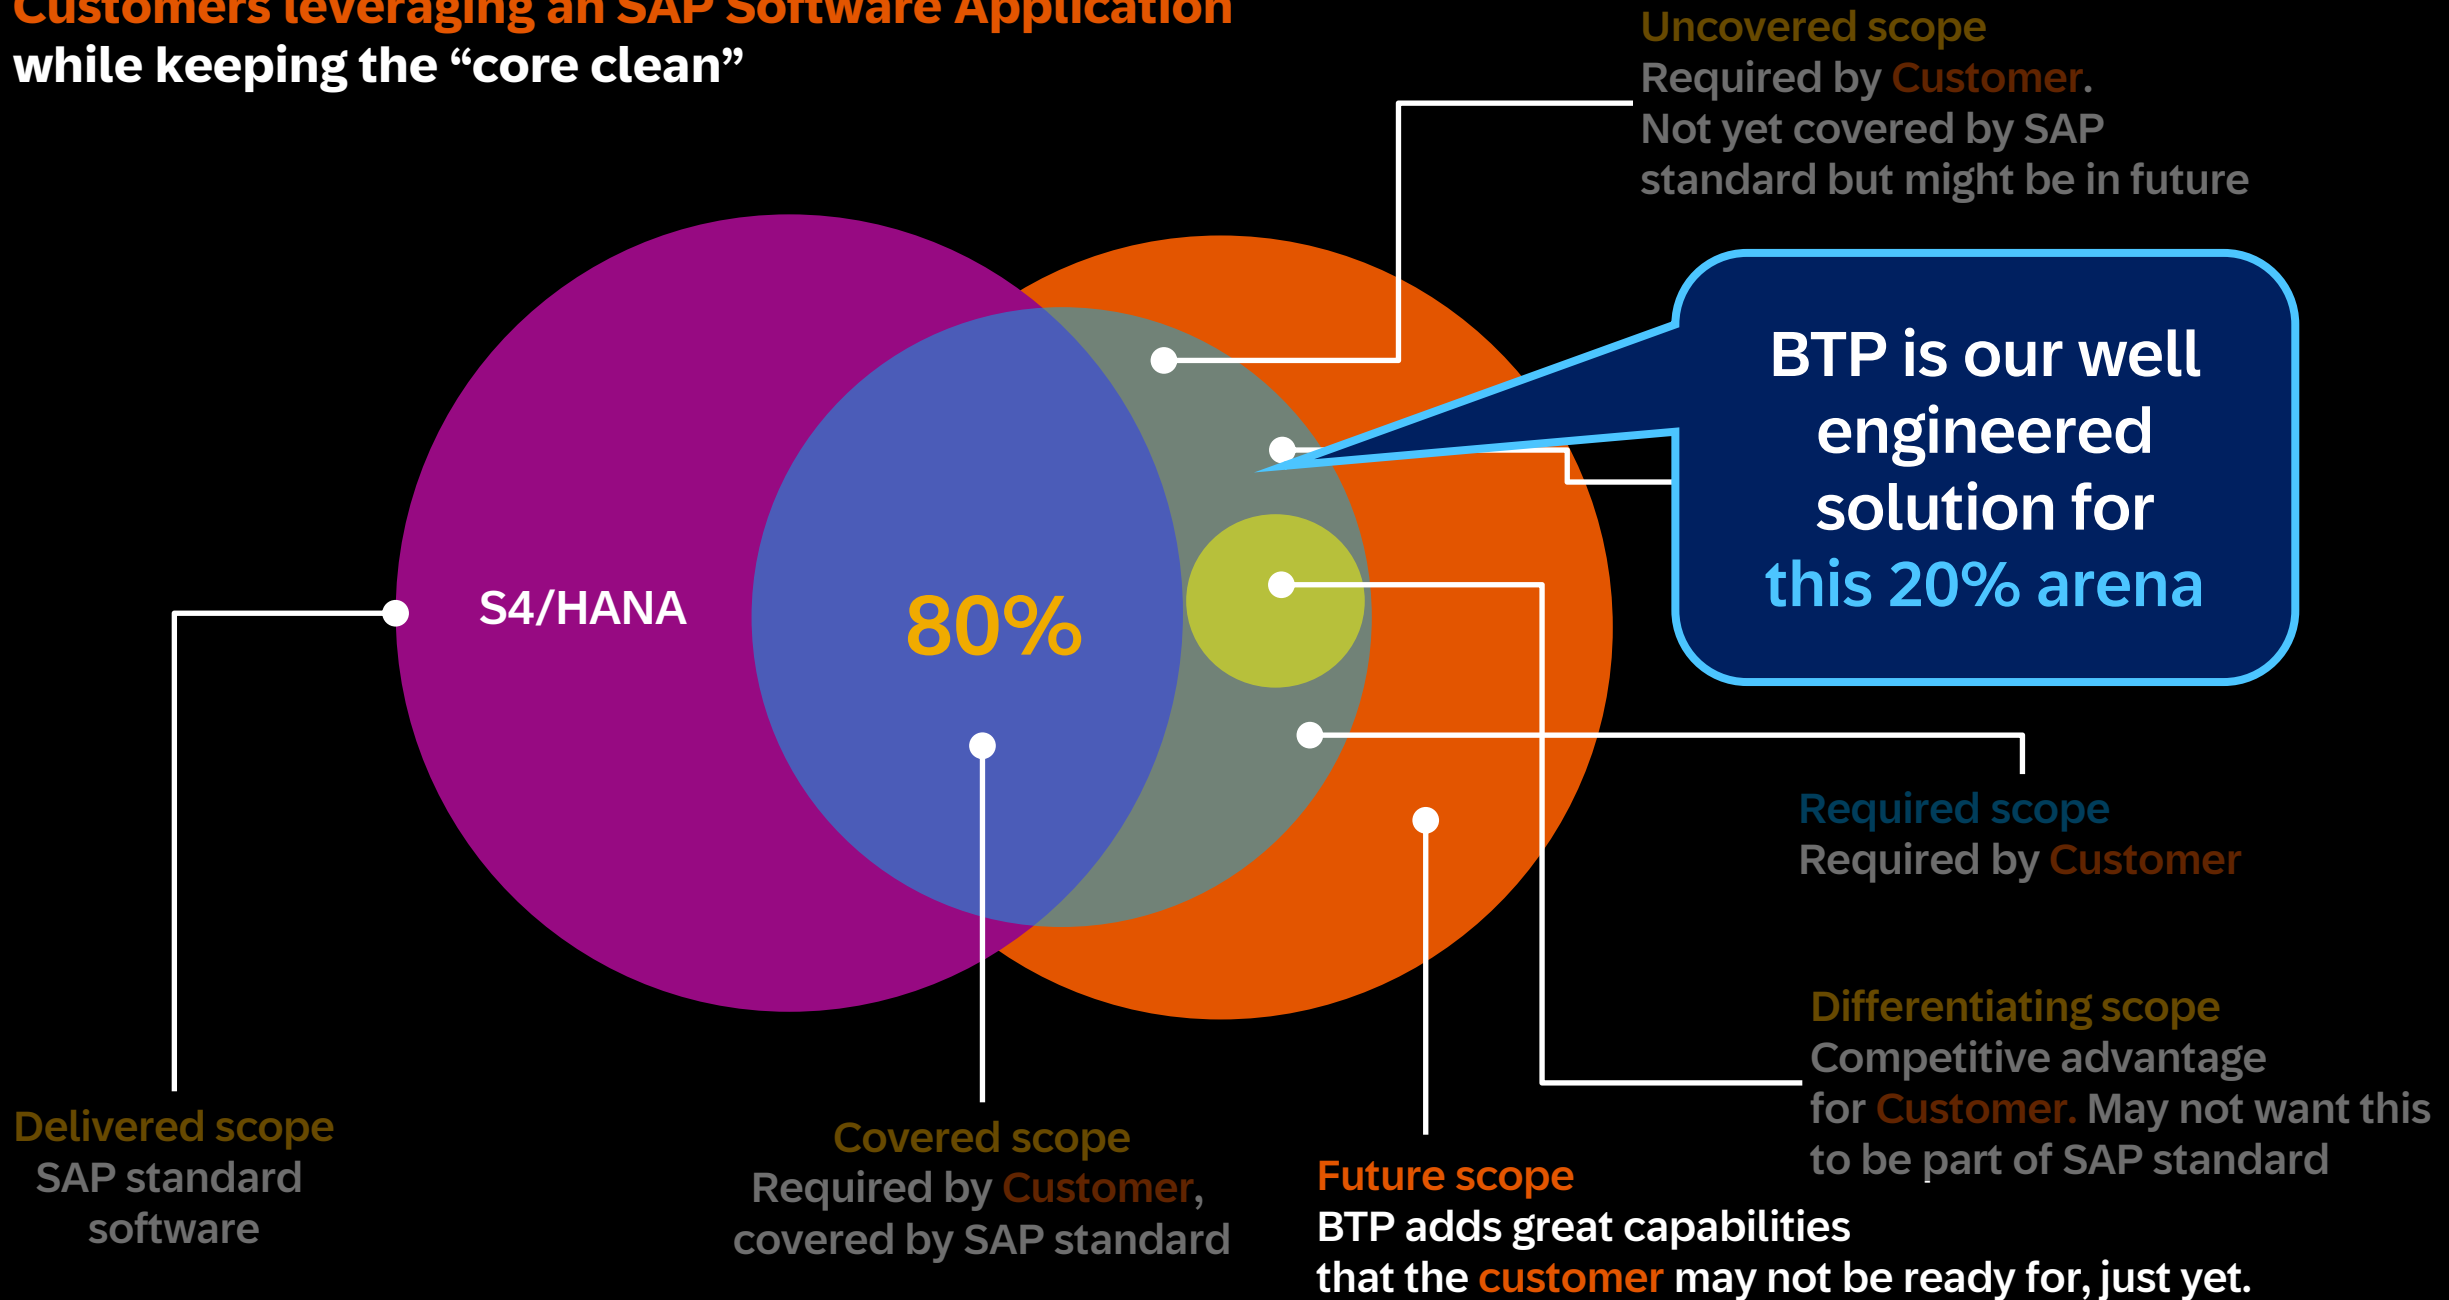 Customers leveraging an SAP Software Application
while keeping the “core clean”
Uncovered scope
Required by Customer.
Not yet covered by SAP
standard but might be in future
BTP is our well
engineered
solution for
this 20% arena
S4/HANA
80%
Required scope
Required by Customer
Differentiating scope
Competitive advantage
for Customer. May not want this
to be part of SAP standard
Delivered scope
SAP standard
software
Covered scope
Required by Customer,
covered by SAP standard
Future scope
BTP adds great capabilities
that the customer may not be ready for, just yet.